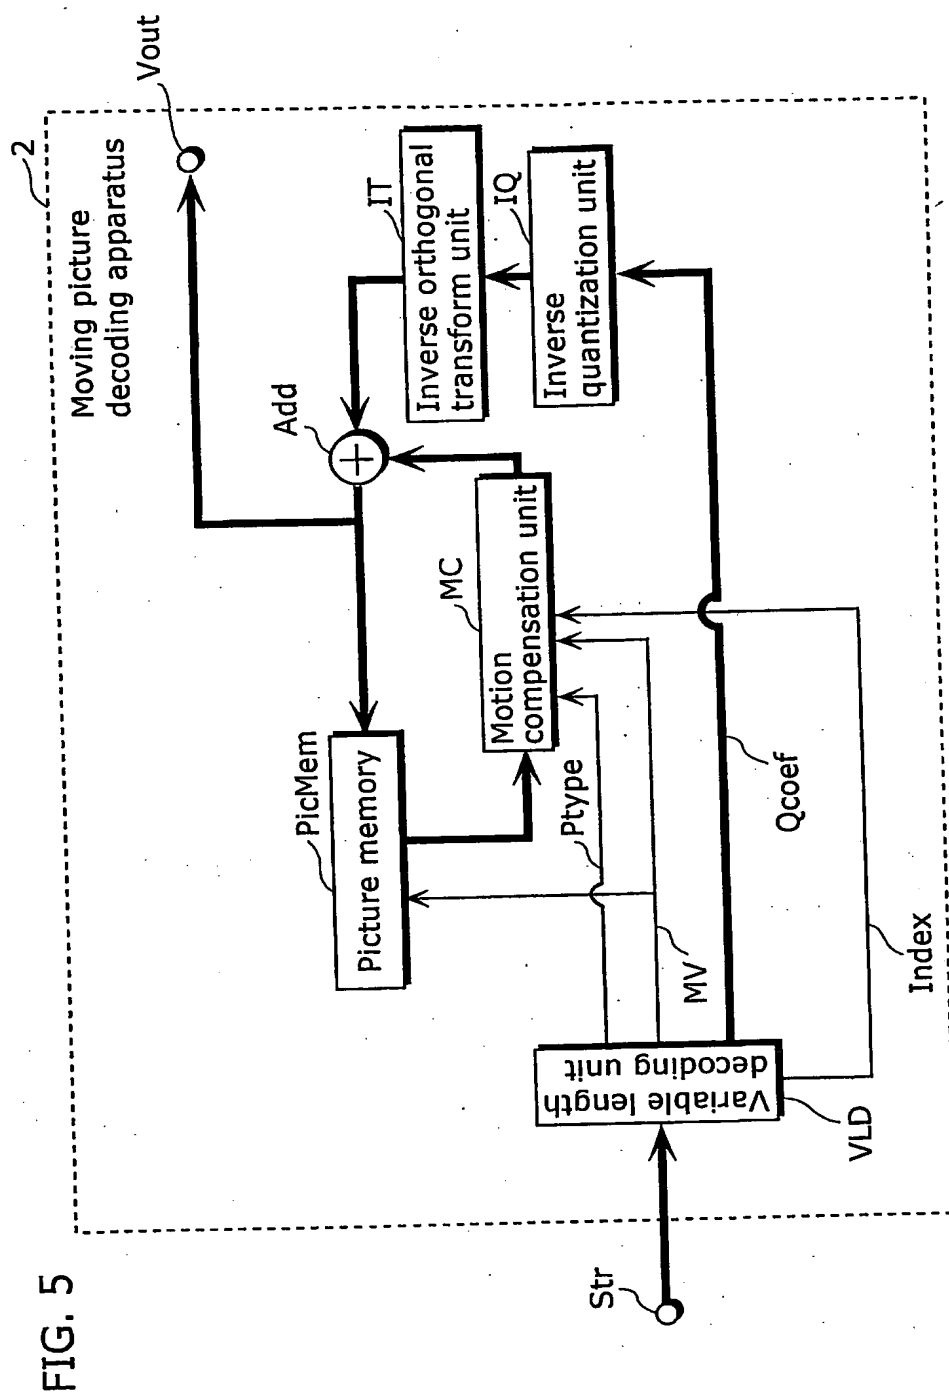 FIG. 5
2
Moving picture
decoding apparatus
Vout
Add
IT
Inverse orthogonal
transform unit
IQ
Inverse
quantization unit
PicMem
Picture memory
MC
Motion
compensation unit
Ptype
MV
Qcoef
Index
Variable length
decoding unit
VLD
Str